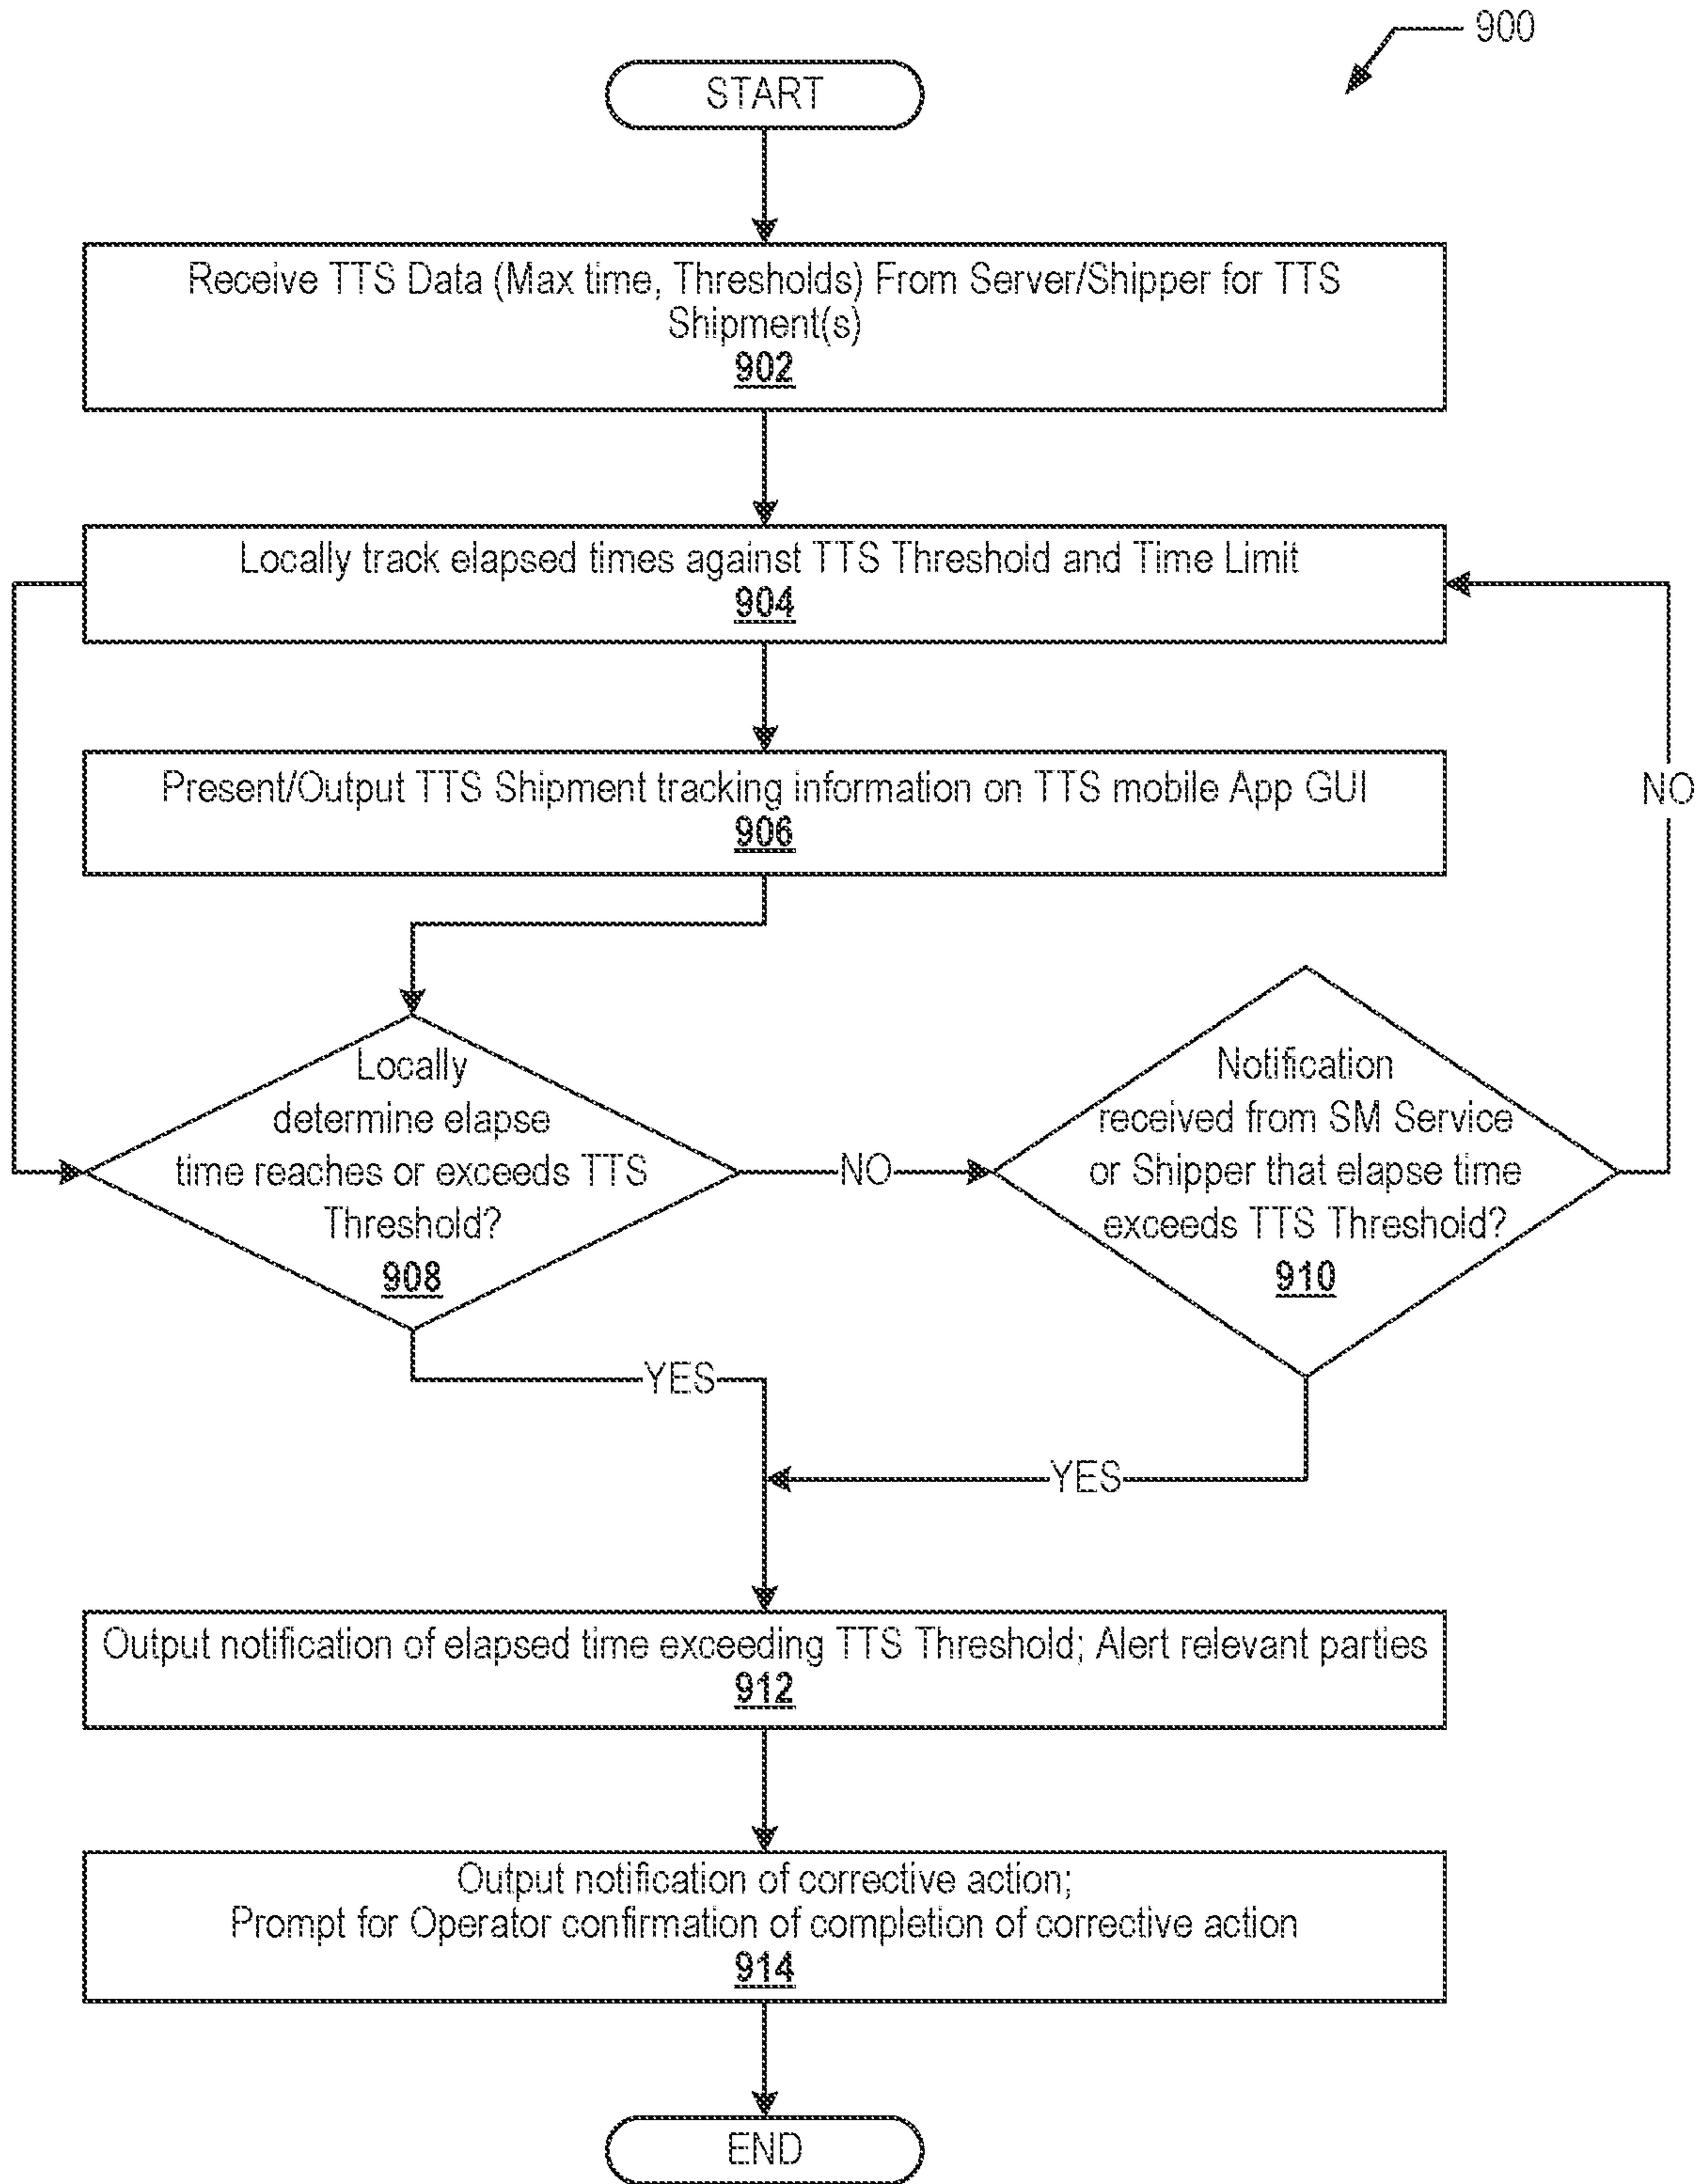 900
START
Receive TTS Data (Max time, Thresholds) From Server/Shipper for TTS
Shipment(s)
902
Locally track elapsed times against TTS Threshold and Time Limit
904
Present/Output TTS Shipment tracking information on TTS mobile App GUI
906
NO
Locally
determine elapse
time reaches or exceeds TTS
Threshold?
908
NO
Notification
received from SM Service
or Shipper that elapse time
exceeds TTS Threshold?
910
YES
YES
Output notification of elapsed time exceeding TTS Threshold; Alert relevant parties
912
Output notification of corrective action;
Prompt for Operator confirmation of completion of corrective action
914
END